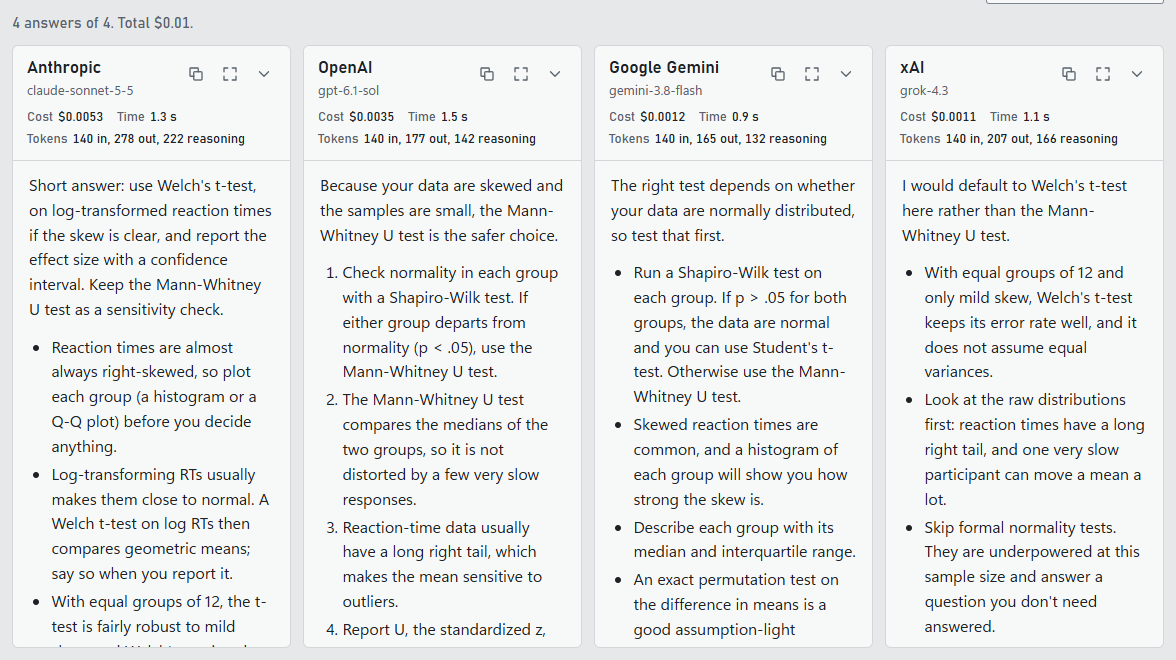 4 answers of 4. Total $0.01.
Anthropic
claude-sonnet-5-5
Cost $0.0053 Time 1.3 s
Tokens 140 in, 278 out, 222 reasoning
Short answer: use Welch's t-test,
on log-transformed reaction times
if the skew is clear, and report the
effect size with a confidence
interval. Keep the Mann-Whitney
U test as a sensitivity check.
• Reaction times are almost
always right-skewed, so plot
each group (a histogram or a
Q-Q plot) before you decide
anything.
• Log-transforming RTs usually
makes them close to normal. A
Welch t-test on log RTs then
compares geometric means;
say so when you report it.
• With equal groups of 12, the t-
test is fairly robust to mild
OpenAI
gpt-6.1-sol
Cost $0.0035 Time 1.5 s
Tokens 140 in, 177 out, 142 reasoning
Because your data are skewed and
the samples are small, the Mann-
Whitney U test is the safer choice.
1. Check normality in each group
with a Shapiro-Wilk test. If
either group departs from
normality (p < .05), use the
Mann-Whitney U test.
2. The Mann-Whitney U test
compares the medians of the
two groups, so it is not
distorted by a few very slow
responses.
3. Reaction-time data usually
have a long right tail, which
makes the mean sensitive to
outliers.
4. Report U, the standardized z,
Google Gemini
gemini-3.8-flash
Cost $0.0012 Time 0.9 s
Tokens 140 in, 165 out, 132 reasoning
The right test depends on whether
your data are normally distributed,
so test that first.
• Run a Shapiro-Wilk test on
each group. If p > .05 for both
groups, the data are normal
and you can use Student's t-
test. Otherwise use the Mann-
Whitney U test.
• Skewed reaction times are
common, and a histogram of
each group will show you how
strong the skew is.
• Describe each group with its
median and interquartile range.
• An exact permutation test on
the difference in means is a
good assumption-light
xAI
grok-4.3
Cost $0.0011 Time 1.1 s
Tokens 140 in, 207 out, 166 reasoning
I would default to Welch's t-test
here rather than the Mann-
Whitney U test.
• With equal groups of 12 and
only mild skew, Welch's t-test
keeps its error rate well, and it
does not assume equal
variances.
• Look at the raw distributions
first: reaction times have a long
right tail, and one very slow
participant can move a mean a
lot.
• Skip formal normality tests.
They are underpowered at this
sample size and answer a
question you don't need
answered.